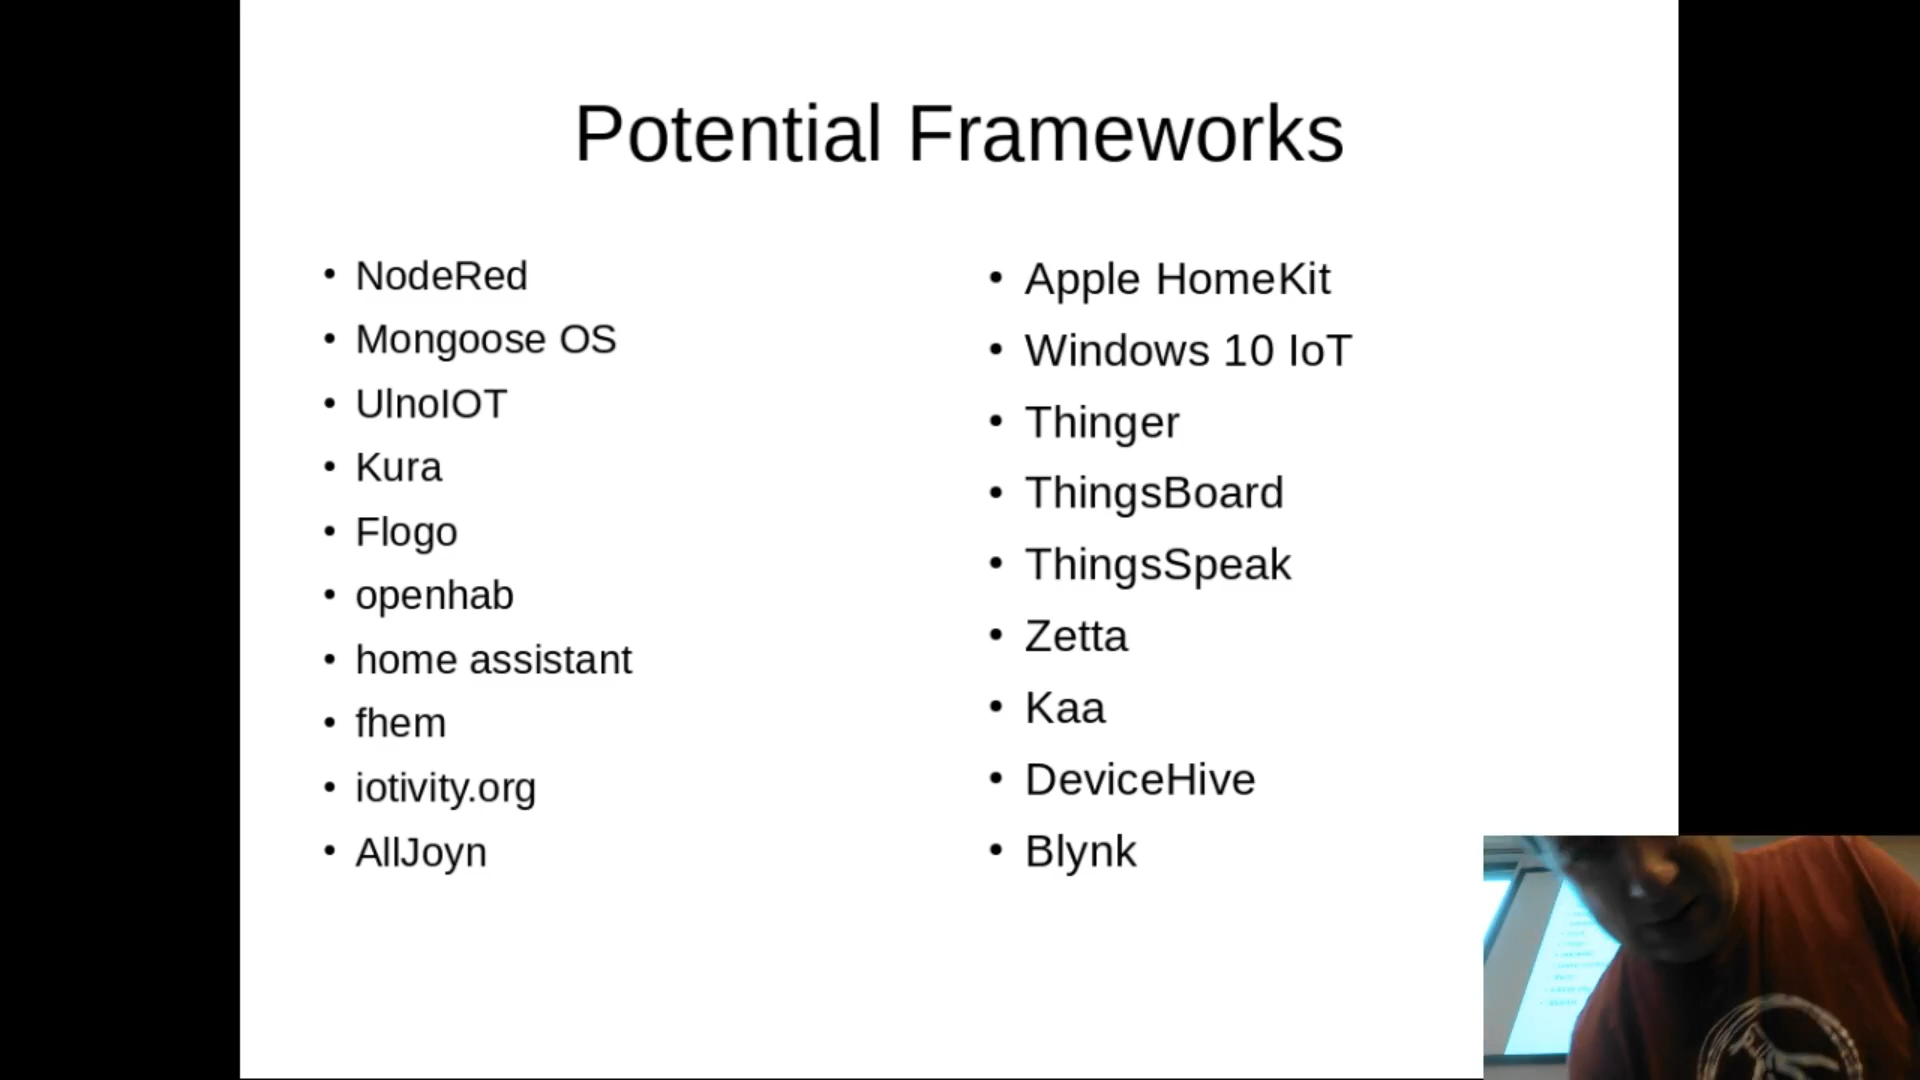 Potential Frameworks
• NodeRed
• Mongoose OS
• UlnoIOT
• Kura
• Flogo
• openhab
• home assistant
• fhem
• iotivity.org
• AllJoyn
• Apple HomeKit
• Windows 10 IoT
• Thinger
• ThingsBoard
• ThingsSpeak
• Zetta
• Kaa
• DeviceHive
• Blynk